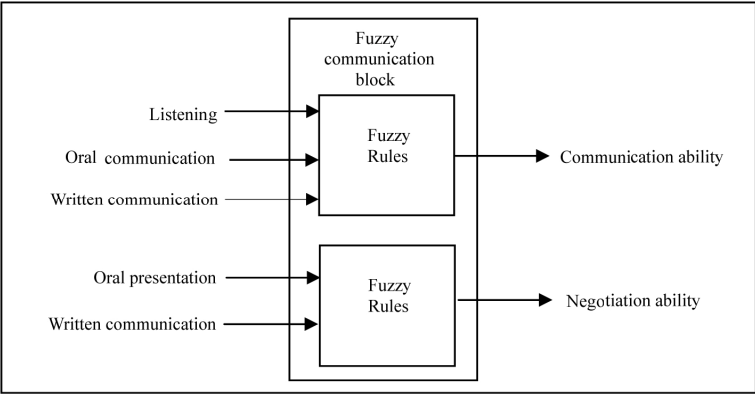 Fuzzy
communication
block
Listening
Oral communication
Written communication
Fuzzy
Rules
Communication ability
Oral presentation
Written communication
Fuzzy
Rules
Negotiation ability